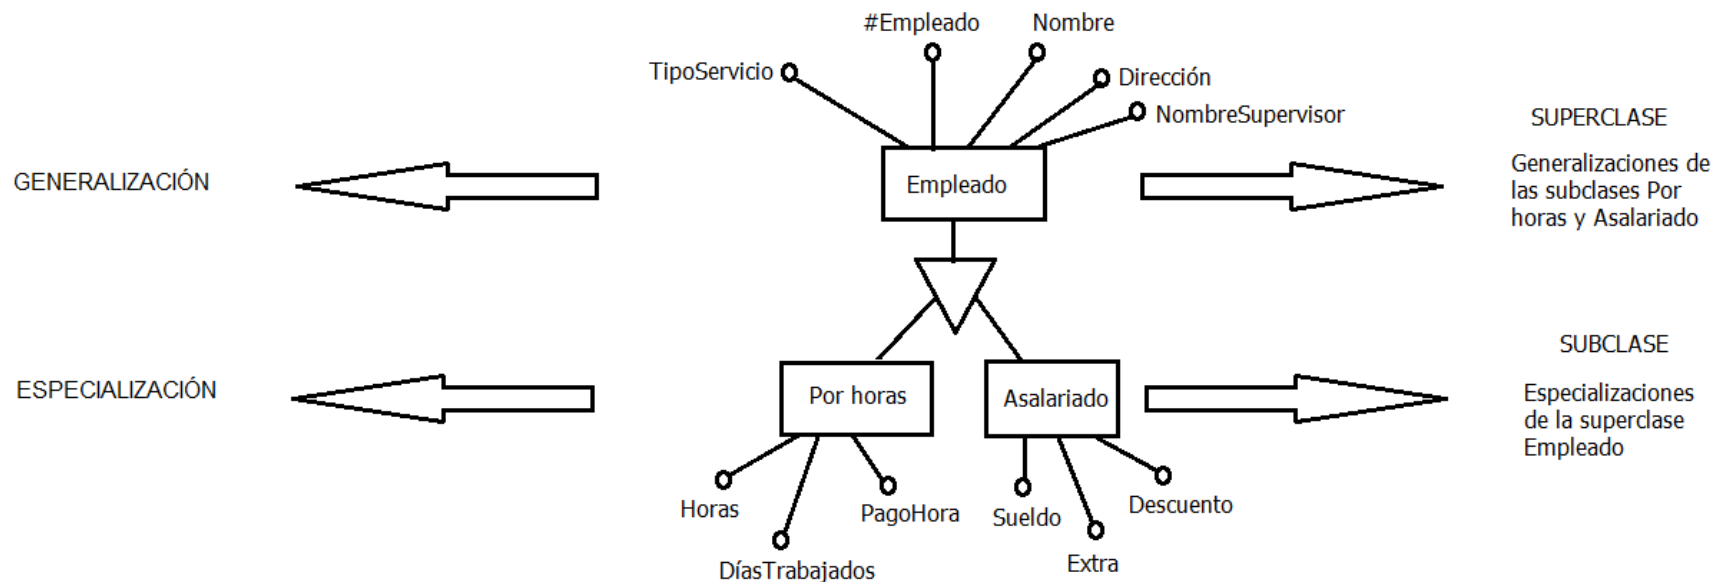 #Empleado
Nombre
TipoServicio
Dirección
NombreSupervisor
SUPERCLASE
GENERALIZACIÓN
Empleado
Generalizaciones de
las subclases Por
horas y Asalariado
SUBCLASE
ESPECIALIZACIÓN
Por horas
Asalariado
Especializaciones
de la superclase
Empleado
Horas
PagoHora
Sueldo
Descuento
DíasTrabajados
Extra